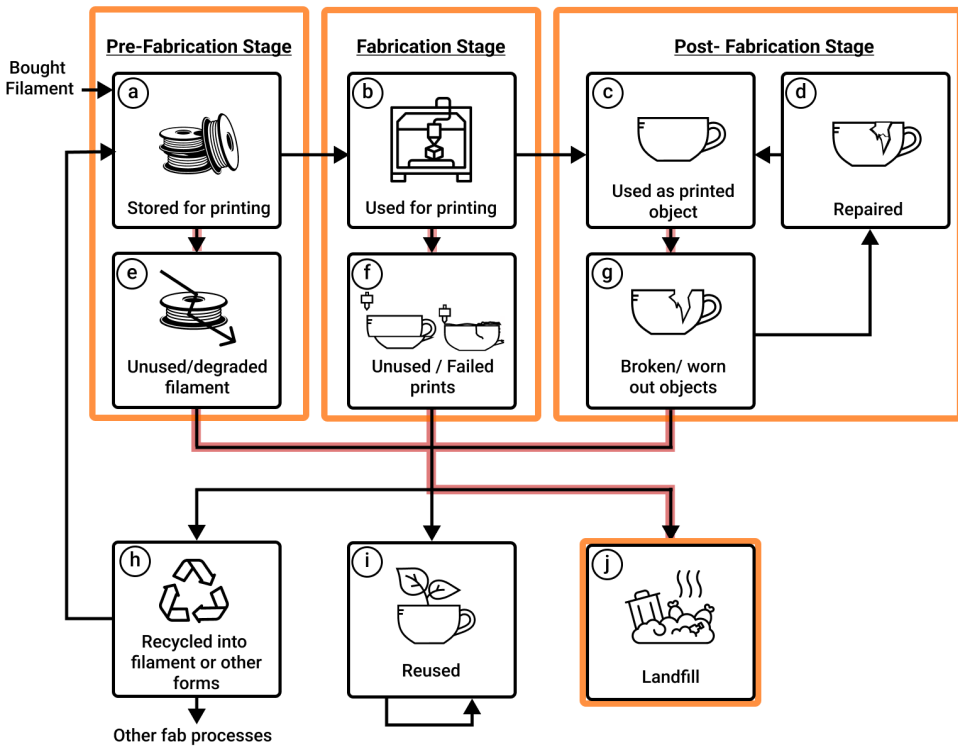 Pre-Fabrication Stage
Fabrication Stage
Post- Fabrication Stage
Bought
Filament
a
Stored for printing
b
Used for printing
c
Used as printed
object
d
Repaired
e
Unused/degraded
filament
f
Unused / Failed
prints
g
Broken/ worn
out objects
h
Recycled into
filament or other
forms
i
Reused
j
Landfill
Other fab processes